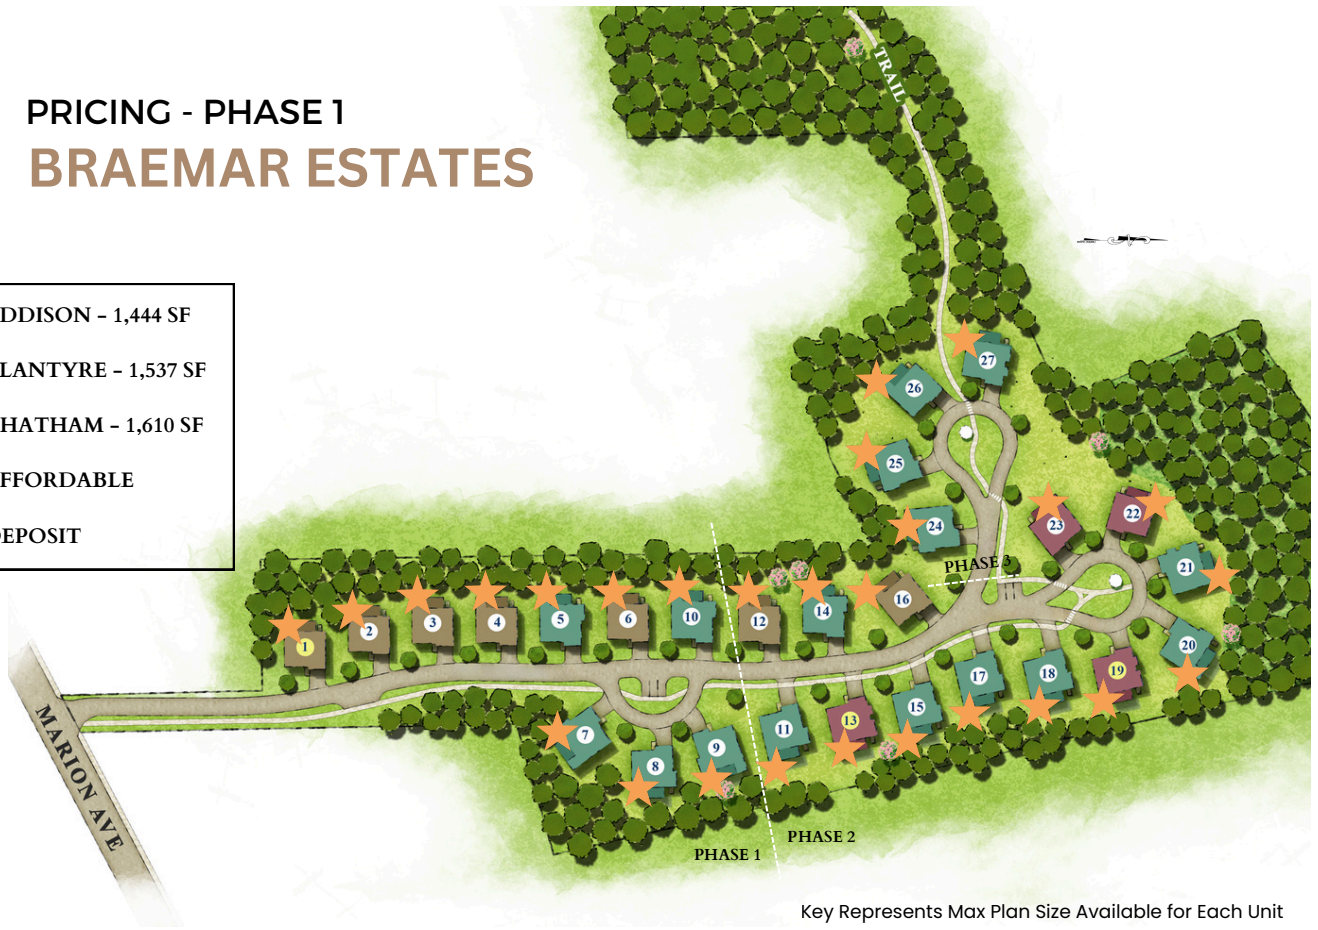 PRICING - PHASE 1
BRAEMAR ESTATES
TRAIL
DDISON – 1,444 SF
LANTYRE – 1,537 SF
HATHAM – 1,610 SF
FFORDABLE
DEPOSIT
27
26
25
24
23
22
21
PHASE 3
16
14
12
10
6
5
4
3
2
1
20
19
18
17
15
13
11
9
8
7
MARION AVE
PHASE 2
PHASE 1
Key Represents Max Plan Size Available for Each Unit